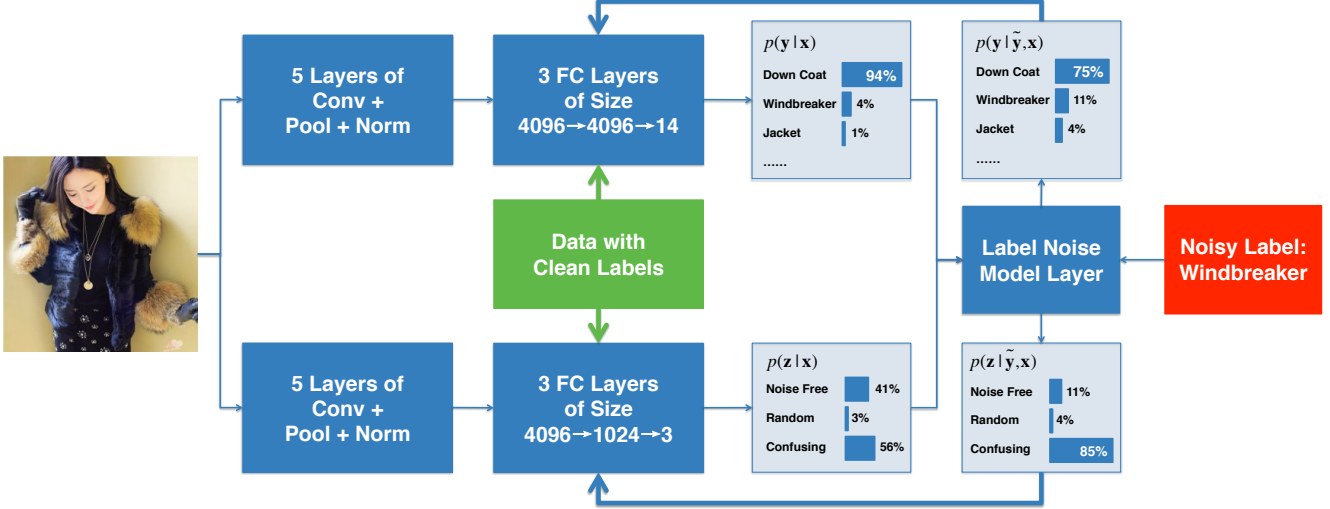 5 Layers of
Conv +
Pool + Norm
3 FC Layers
of Size
4096→4096→14
p(y|x)
Down Coat 94%
Windbreaker 4%
Jacket 1%
......
p(y|ỹ,x)
Down Coat 75%
Windbreaker 11%
Jacket 4%
......
Data with
Clean Labels
Label Noise
Model Layer
Noisy Label:
Windbreaker
5 Layers of
Conv +
Pool + Norm
3 FC Layers
of Size
4096→1024→3
p(z|x)
Noise Free 41%
Random 3%
Confusing 56%
p(z|ỹ,x)
Noise Free 11%
Random 4%
Confusing 85%